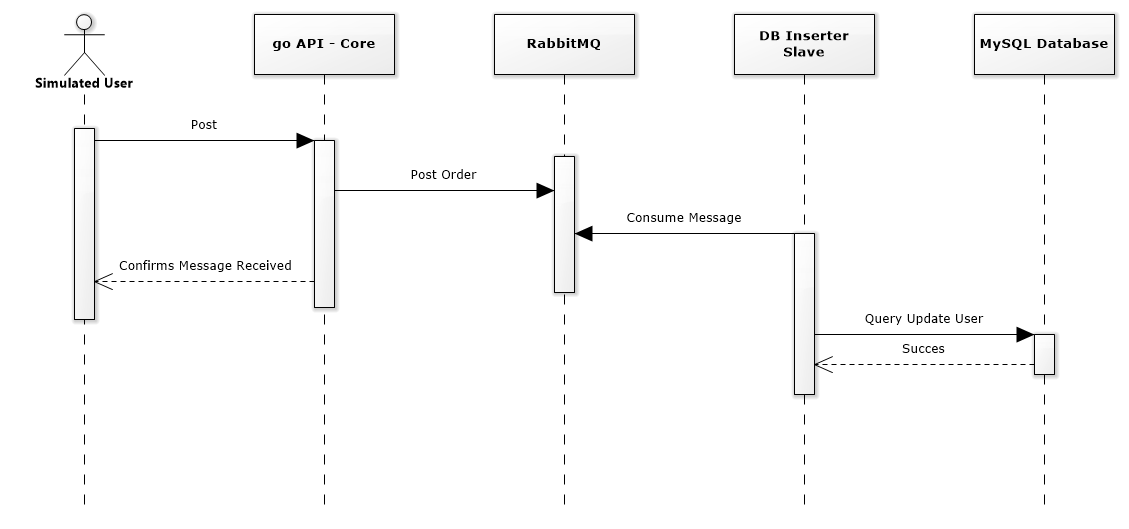 Simulated User
go API - Core
RabbitMQ
DB Inserter
Slave
MySQL Database
Post
Post Order
Consume Message
Confirms Message Received
Query Update User
Succes